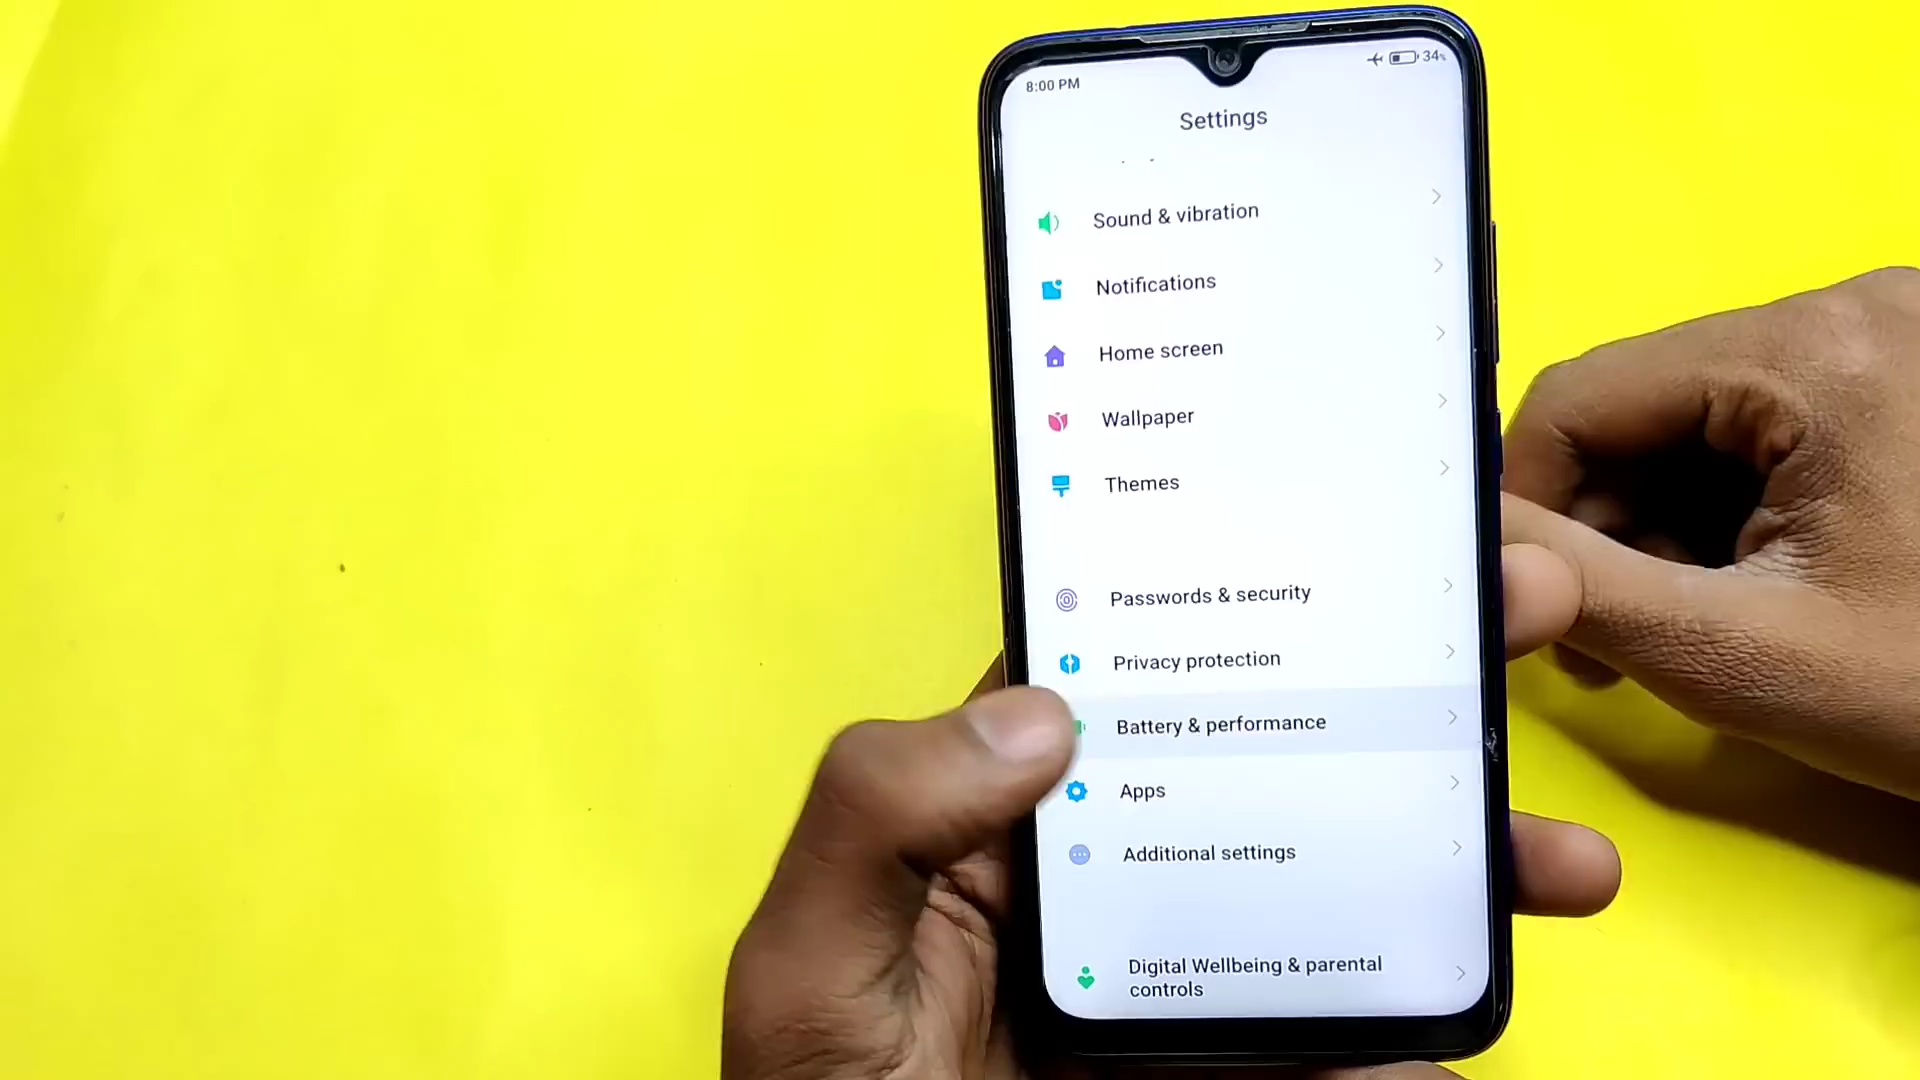 8:00 PM
34%
Settings
Sound & vibration
Notifications
Home screen
Wallpaper
Themes
Passwords & security
Privacy protection
Battery & performance
Apps
Additional settings
Digital Wellbeing & parental
controls